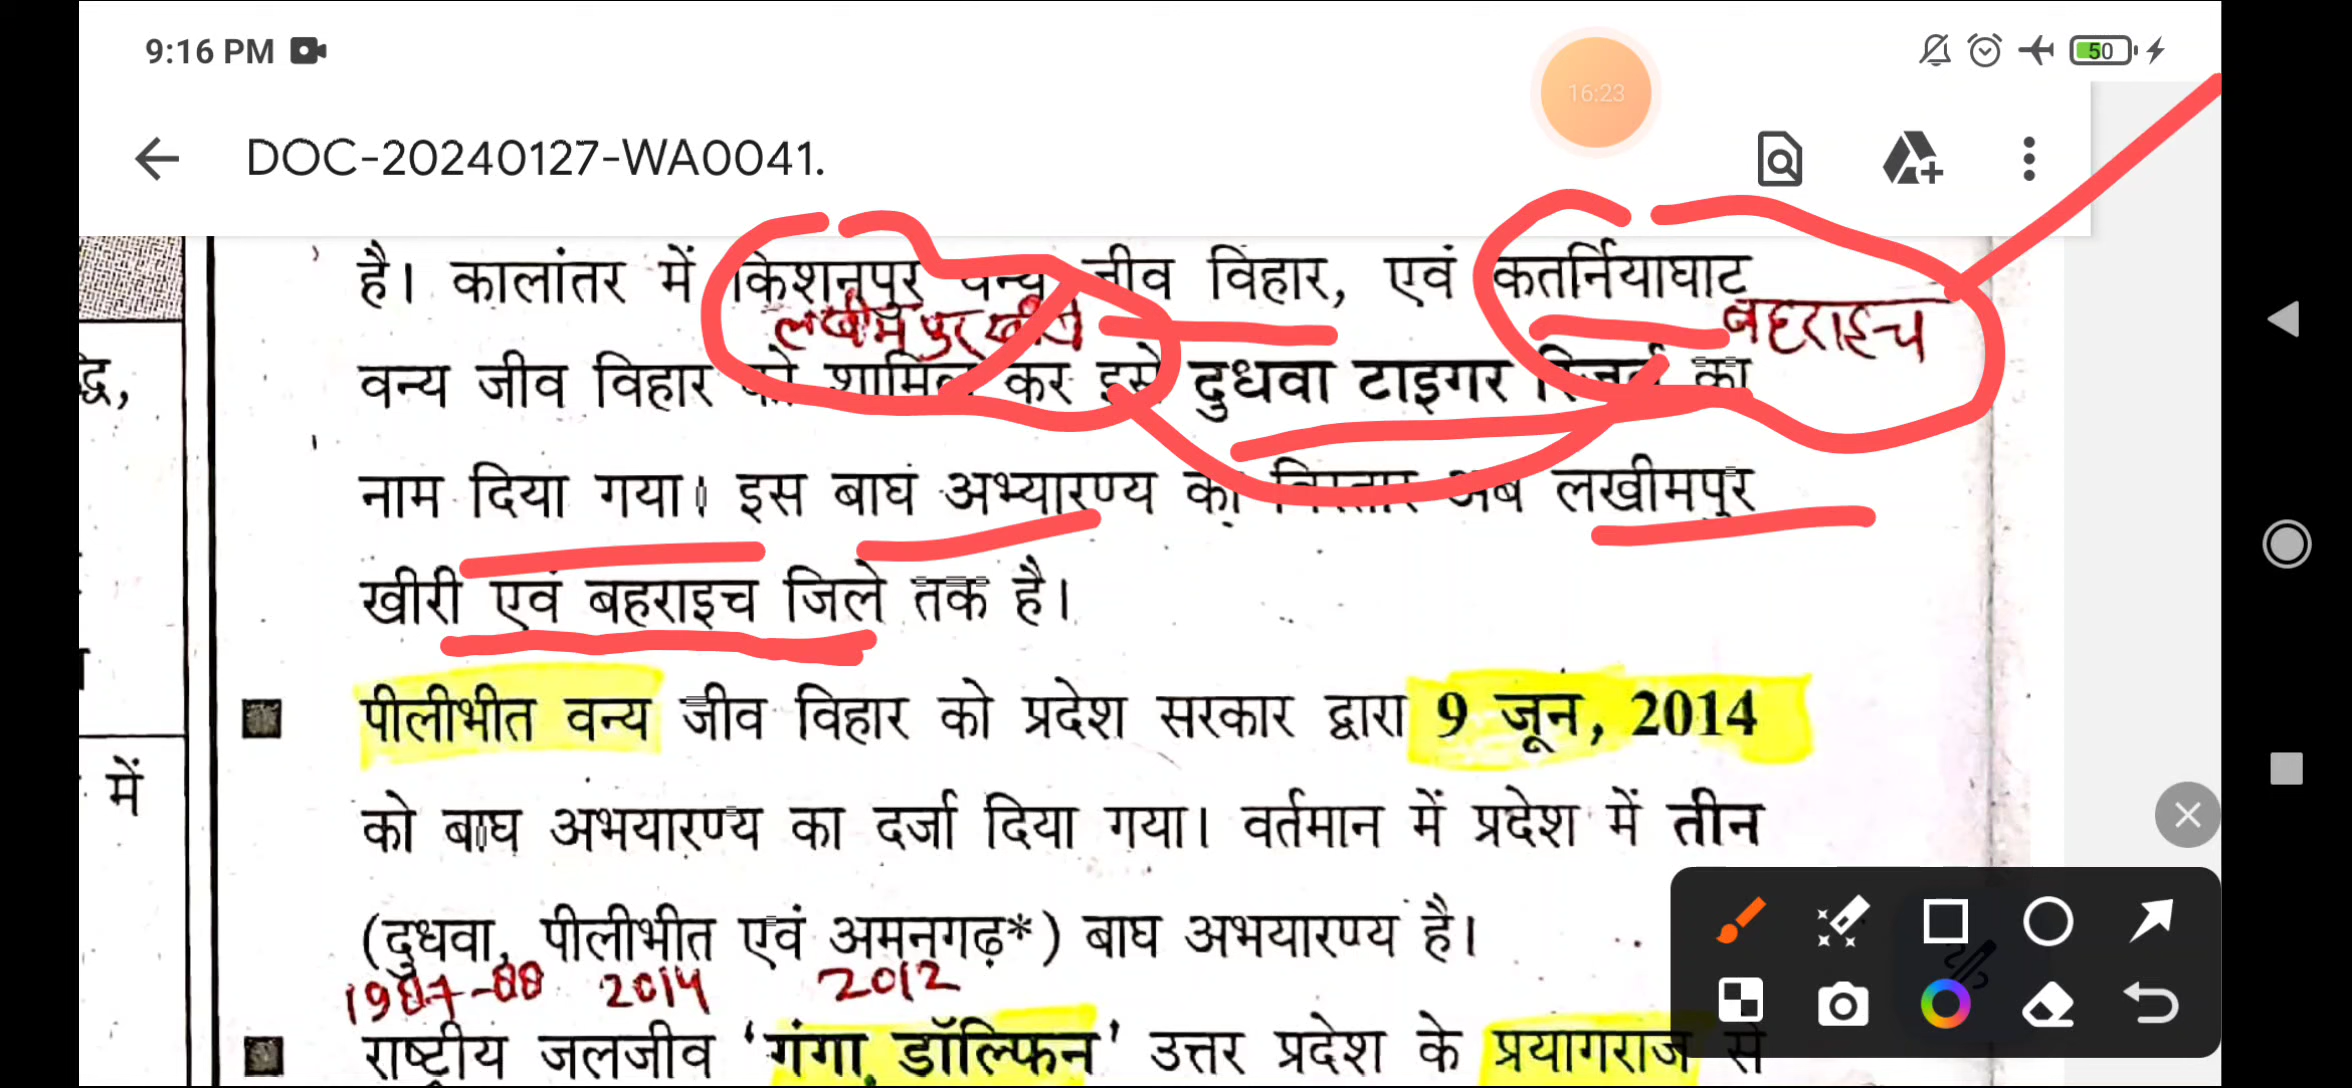 9:16 PM
50
16:23
DOC-20240127-WA0041.
है। कालांतर में किशनपुर वन्य जीव विहार, एवं कतर्नियाघाट
लखीमपुर खीरी
बहराइच
वन्य जीव विहार को शामिल कर इसे दुधवा टाइगर रिजर्व का
नाम दिया गया। इस बाघ अभ्यारण्य का विस्तार अब लखीमपुर
खीरी एवं बहराइच जिले तक है।
द्धि,
■ पीलीभीत वन्य जीव विहार को प्रदेश सरकार द्वारा 9 जून, 2014
में
को बाघ अभयारण्य का दर्जा दिया गया। वर्तमान में प्रदेश में तीन
(दुधवा, पीलीभीत एवं अमनगढ़*) बाघ अभयारण्य है।
1987-88 2014 2012
■ राष्ट्रीय जलजीव 'गंगा डॉल्फिन' उत्तर प्रदेश के प्रयागराज से